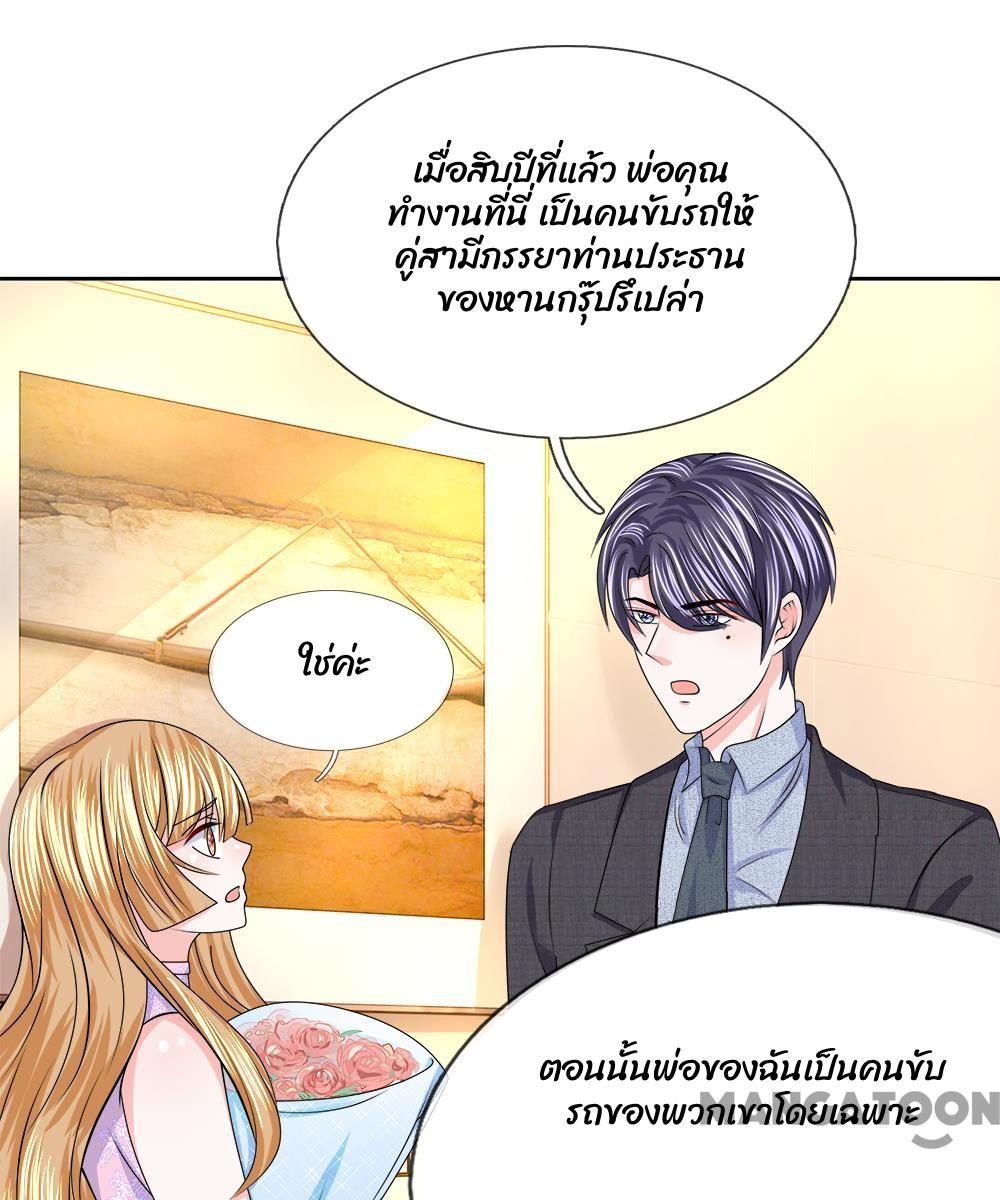 เมื่อสิบปีที่แล้ว พ่อคุณ
ทำงานที่นี่ เป็นคนขับรถให้
คู่สามีภรรยาท่านประธาน
ของหานกรุ๊ปรึเปล่า
ใช่ค่ะ
ตอนนั้นพ่อของฉันเป็นคนขับ
รถของพวกเขาโดยเฉพาะ
MANGATOON